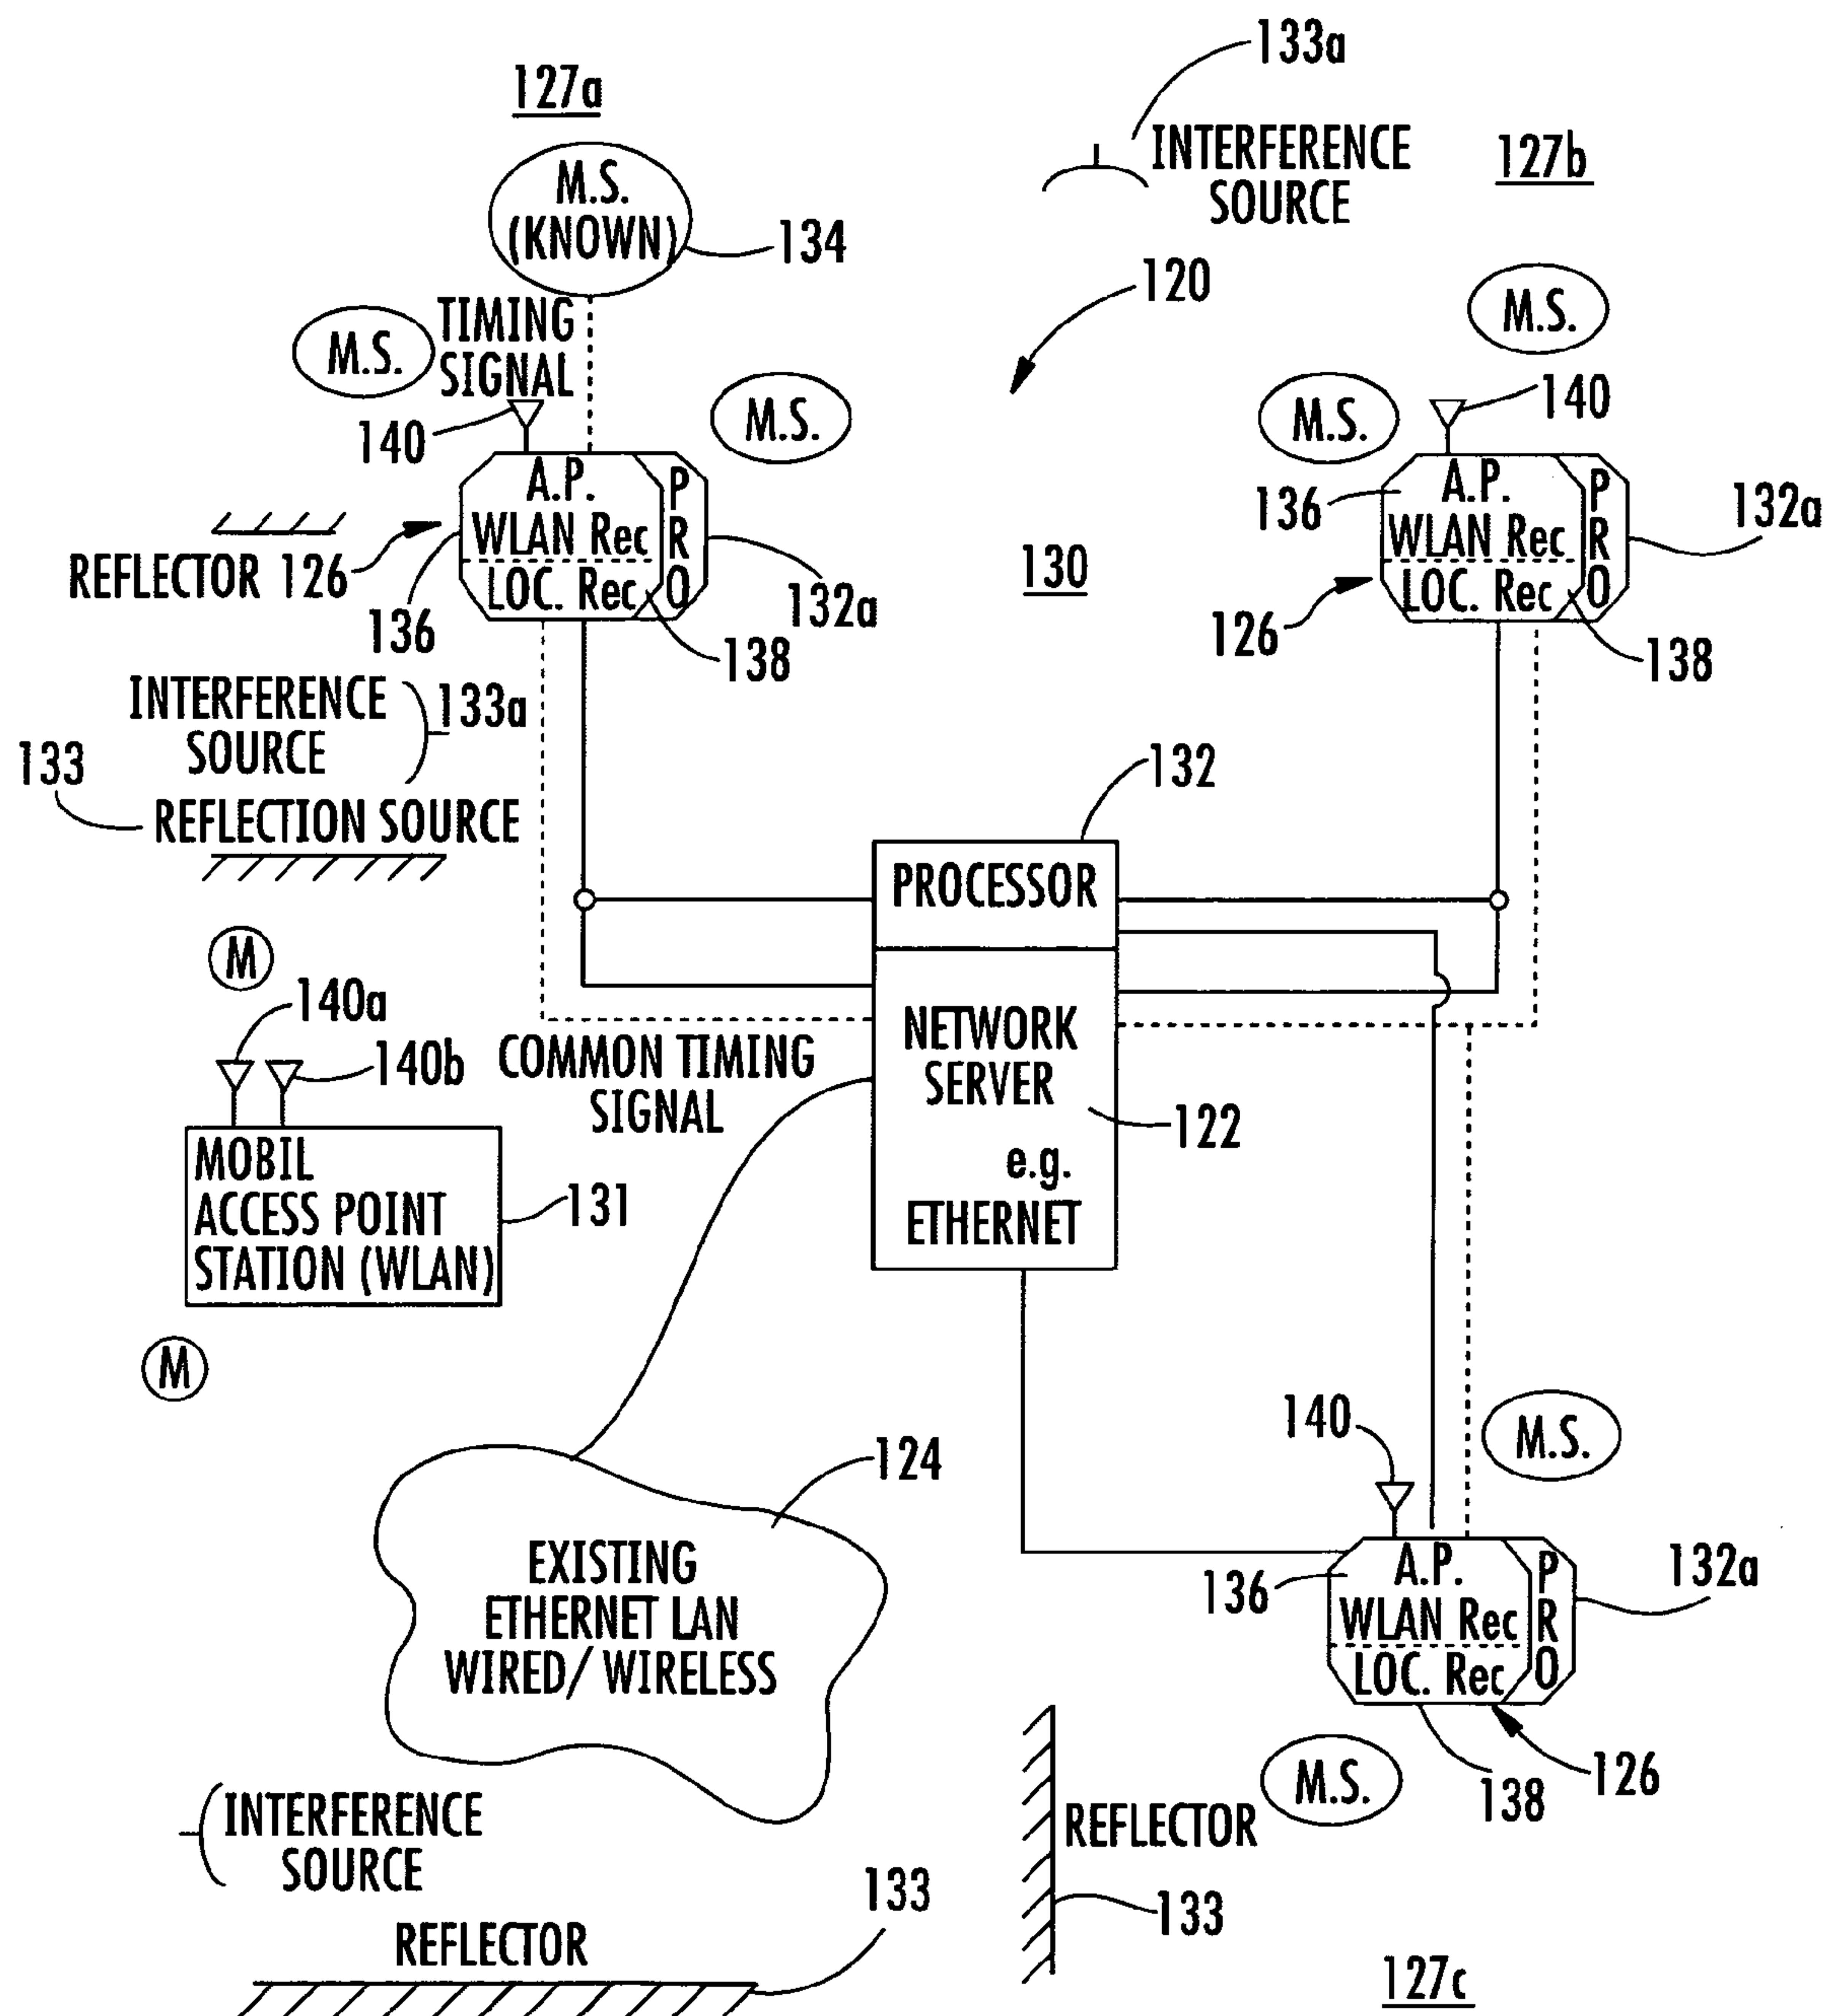 133a
127a
INTERFERENCE
SOURCE
127b
M.S.
(KNOWN)
134
120
M.S.
TIMING
SIGNAL
M.S.
M.S.
M.S.
140
140
A.P.
WLAN Rec
LOC. Rec
PRO
136
A.P.
WLAN Rec
LOC. Rec
PRO
132a
REFLECTOR 126
130
136
132a
138
126
138
INTERFERENCE
SOURCE
133a
133
REFLECTION SOURCE
132
PROCESSOR
M
140a
140b
COMMON TIMING
SIGNAL
NETWORK
SERVER
e.g.
ETHERNET
122
MOBIL
ACCESS POINT
STATION (WLAN)
131
M
140
M.S.
124
EXISTING
ETHERNET LAN
WIRED/ WIRELESS
136
A.P.
WLAN Rec
LOC. Rec
PRO
132a
M.S.
138
126
INTERFERENCE
SOURCE
REFLECTOR
133
133
REFLECTOR
127c